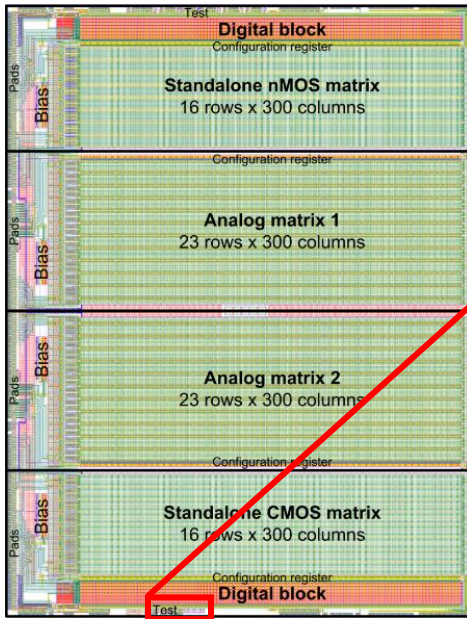 Test
Digital block
Configuration register
Pads
Bias
Standalone nMOS matrix
16 rows x 300 columns
Configuration register
Pads
Bias
Analog matrix 1
23 rows x 300 columns
Pads
Bias
Analog matrix 2
23 rows x 300 columns
Configuration register
Pads
Bias
Standalone CMOS matrix
16 rows x 300 columns
Configuration register
Digital block
Test